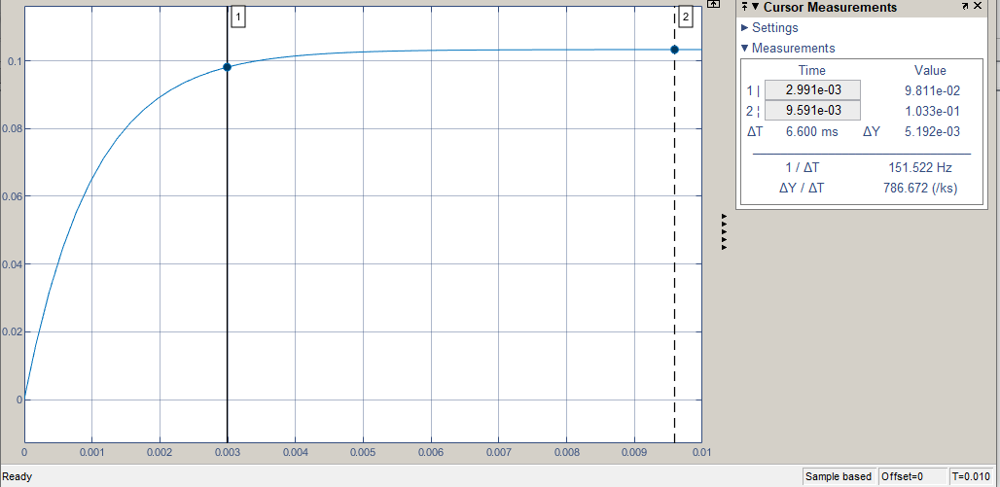 1
2
0.1
0.08
0.06
0.04
0.02
0
0 0.001 0.002 0.003 0.004 0.005 0.006 0.007 0.008 0.009 0.01
Cursor Measurements
Settings
Measurements
Time Value
1 | 2.991e-03 9.811e-02
2 ¦ 9.591e-03 1.033e-01
ΔT 6.600 ms ΔY 5.192e-03
1 / ΔT 151.522 Hz
ΔY / ΔT 786.672 (/ks)
Ready Sample based Offset=0 T=0.010